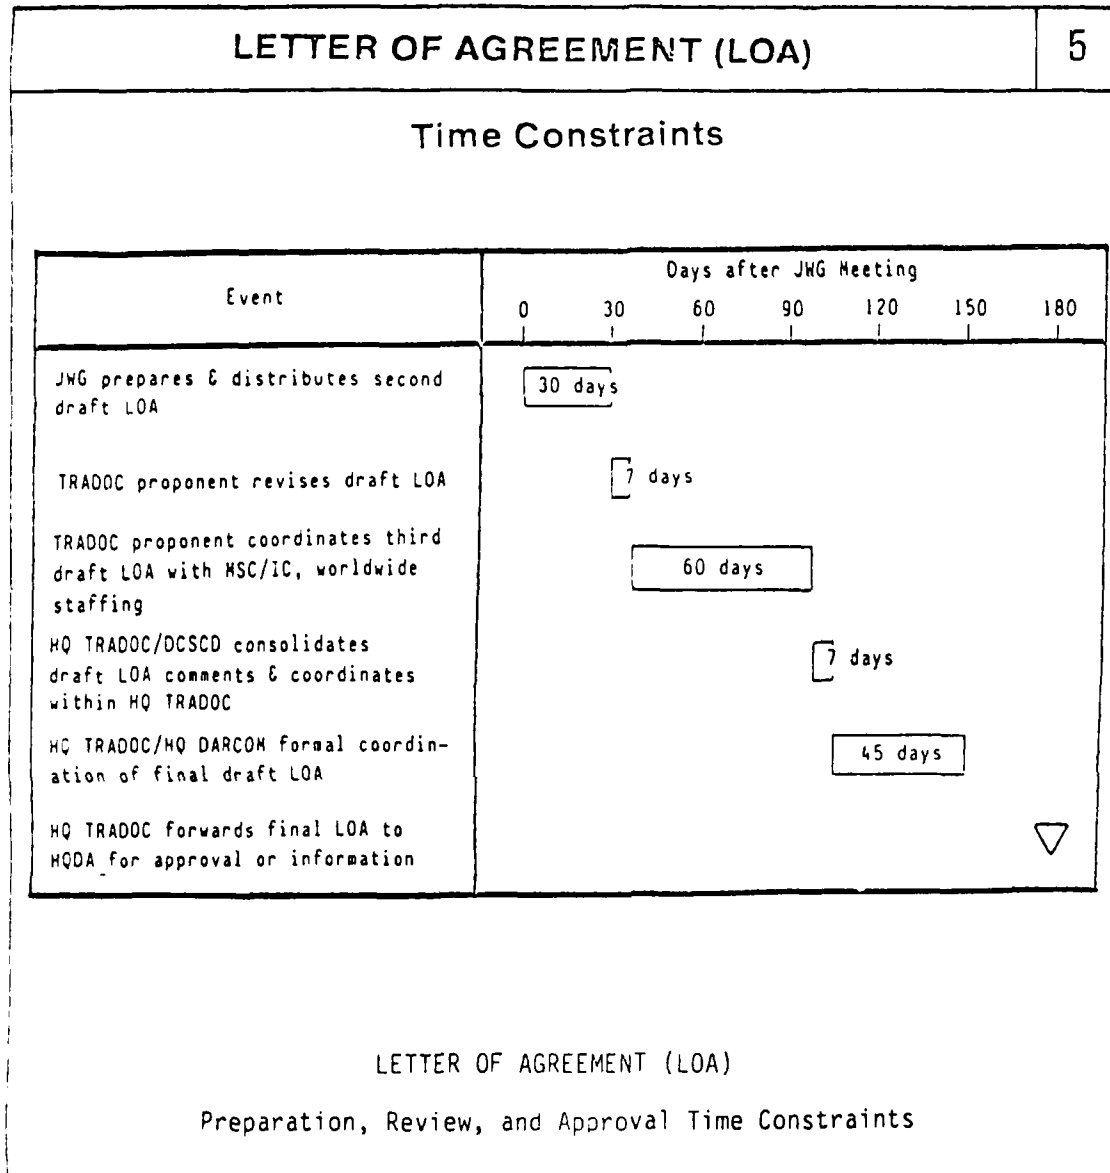 LETTER OF AGREEMENT (LOA)
5
Time Constraints
Event
Days after JWG Meeting
0 30 60 90 120 150 180
JWG prepares & distributes second
draft LOA
30 days
TRADOC proponent revises draft LOA
7 days
TRADOC proponent coordinates third
draft LOA with MSC/IC, worldwide
staffing
60 days
HQ TRADOC/DCSCD consolidates
draft LOA comments & coordinates
within HQ TRADOC
7 days
HQ TRADOC/HQ DARCOM formal coordin-
ation of final draft LOA
45 days
HQ TRADOC forwards final LOA to
HQDA for approval or information
LETTER OF AGREEMENT (LOA)
Preparation, Review, and Approval Time Constraints